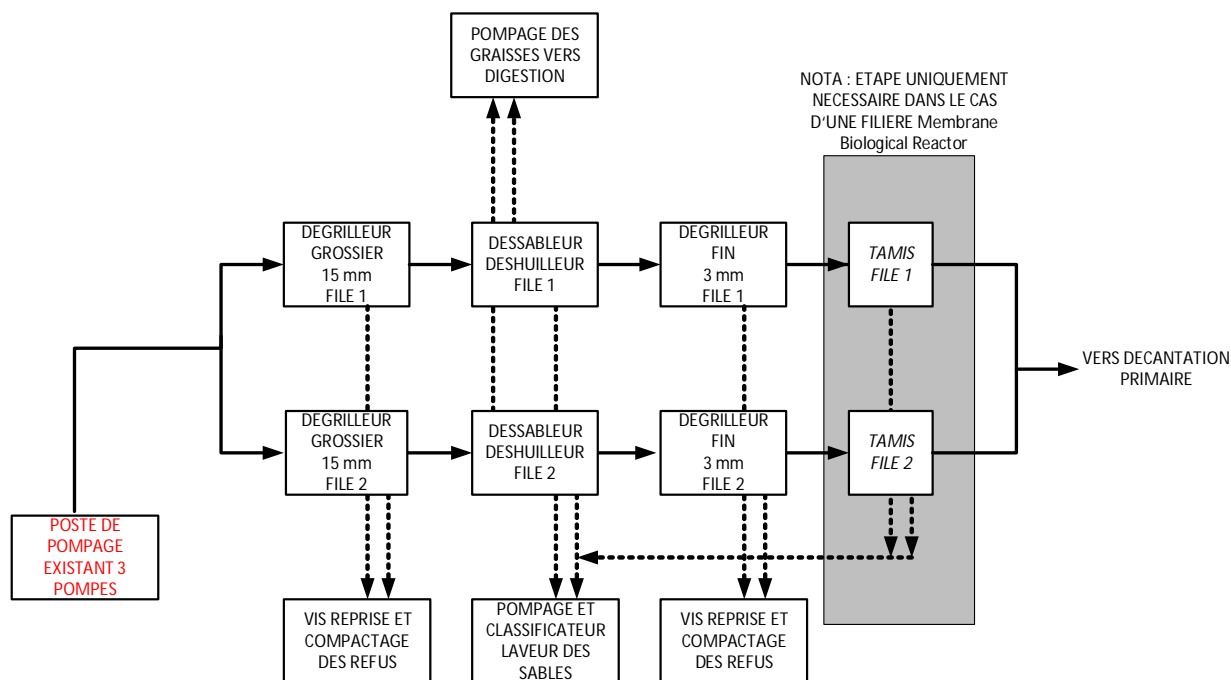 POMPAGE DES
GRAISSES VERS
DIGESTION
NOTA : ETAPE UNIQUEMENT
NECESSAIRE DANS LE CAS
D'UNE FILIERE Membrane
Biological Reactor
DEGRILLEUR
GROSSIER
15 mm
FILE 1
DESSABLEUR
DESHUILLEUR
FILE 1
DEGRILLEUR
FIN
3 mm
FILE 1
TAMIS
FILE 1
VERS DECANTATION
PRIMAIRE
DEGRILLEUR
GROSSIER
15 mm
FILE 2
DESSABLEUR
DESHUILLEUR
FILE 2
DEGRILLEUR
FIN
3 mm
FILE 2
TAMIS
FILE 2
POSTE DE
POMPAGE
EXISTANT 3
POMPES
VIS REPRISE ET
COMPACTAGE
DES REFUS
POMPAGE ET
CLASSIFICATEUR
LAVEUR DES
SABLES
VIS REPRISE ET
COMPACTAGE
DES REFUS